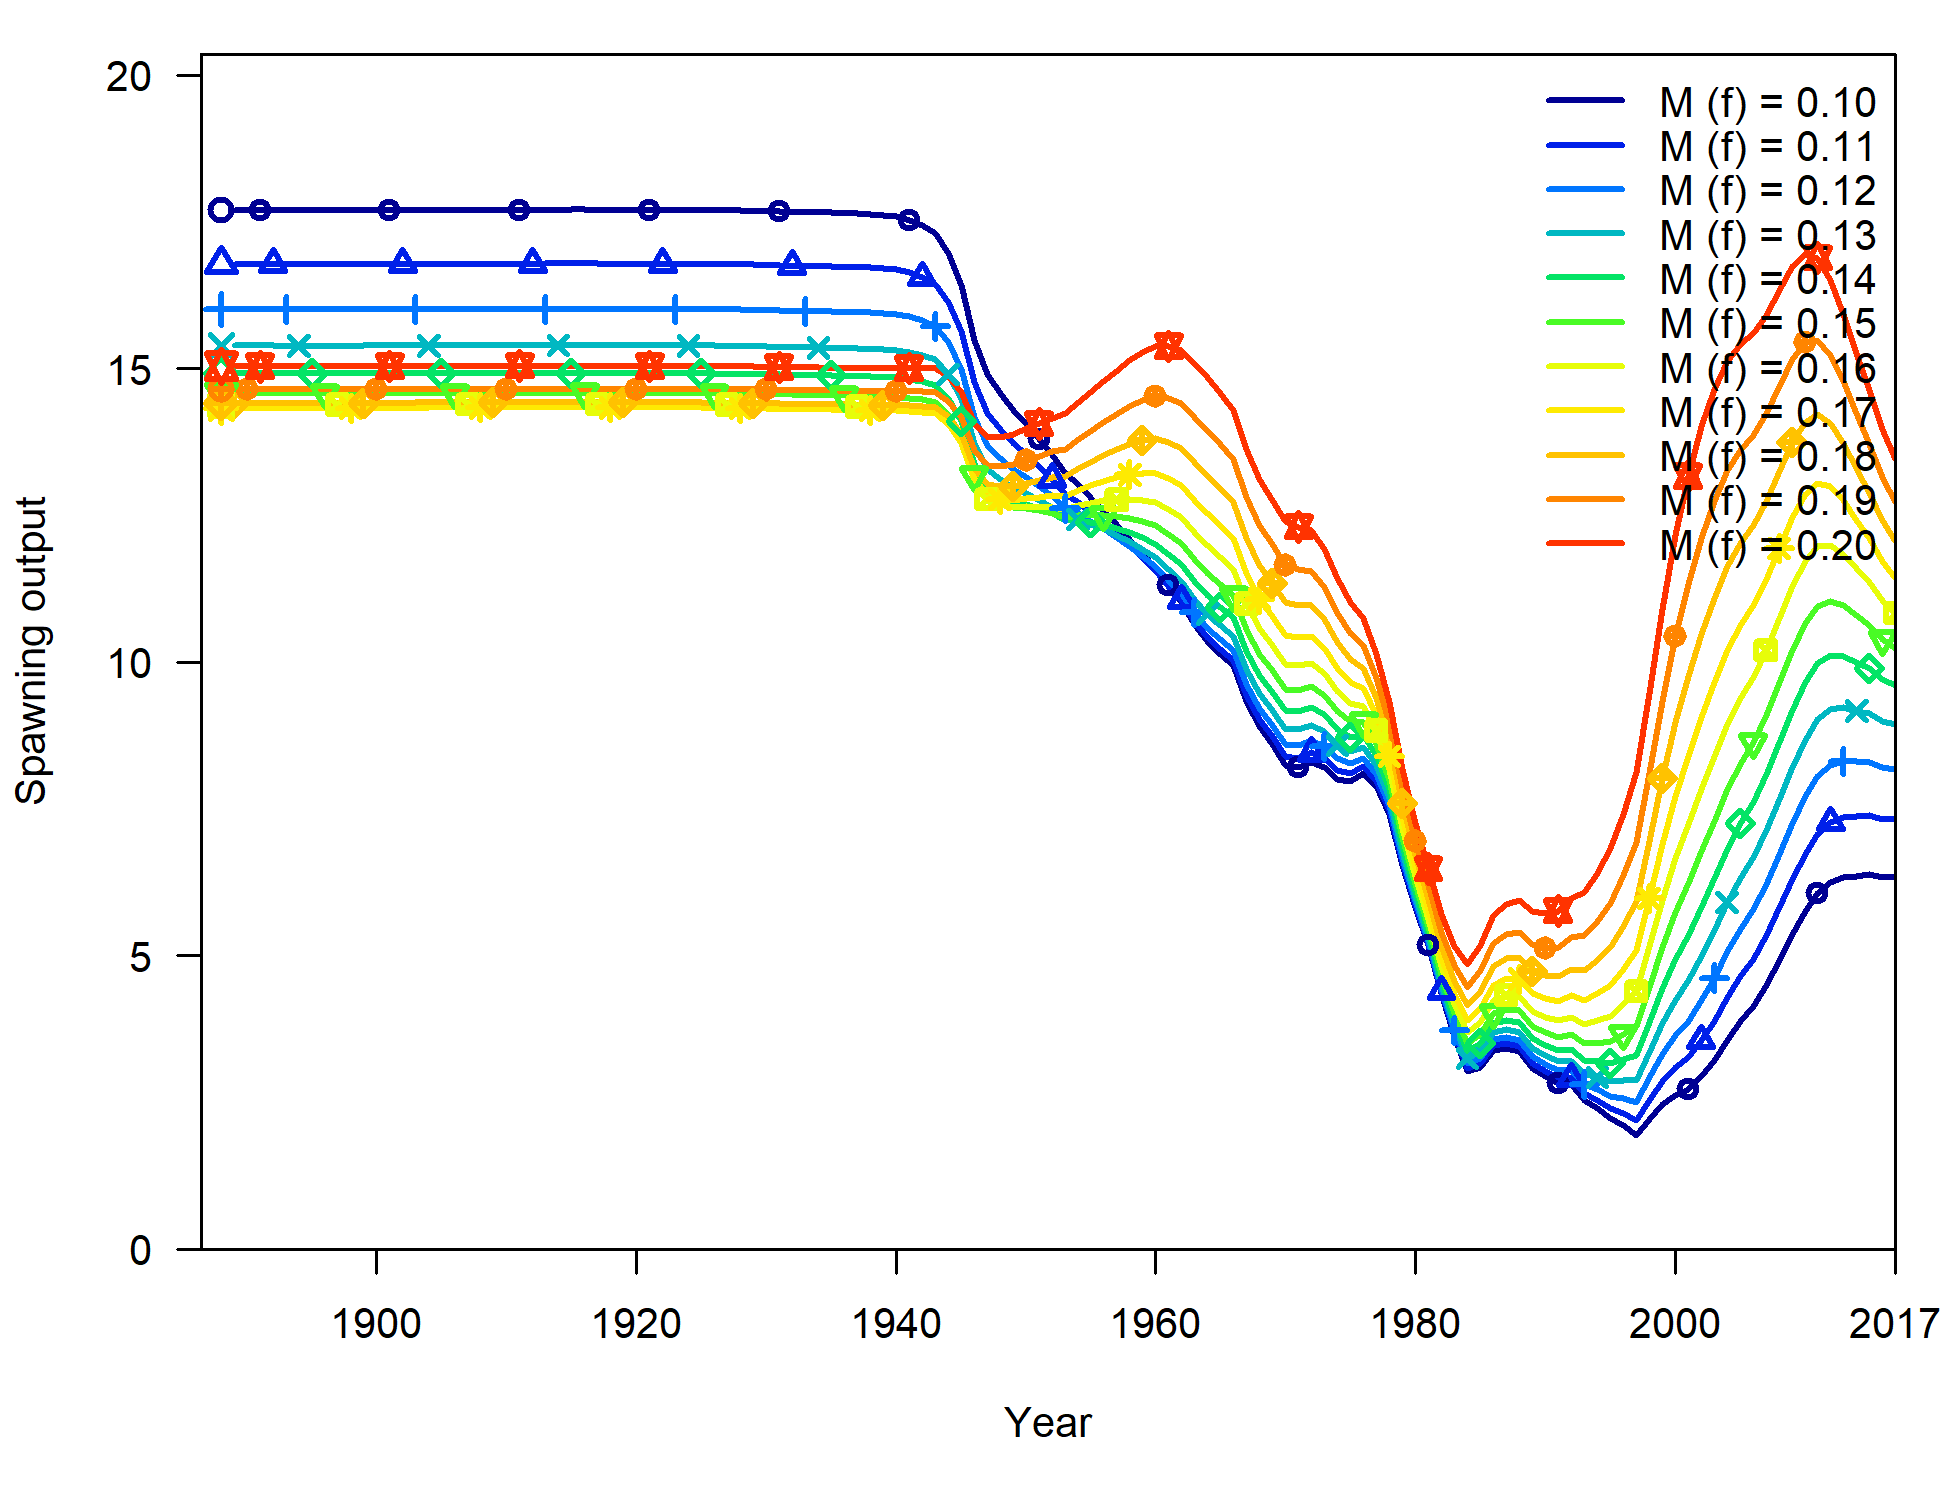 20
15
10
5
0
Spawning output
M (f) = 0.10
M (f) = 0.11
M (f) = 0.12
M (f) = 0.13
M (f) = 0.14
M (f) = 0.15
M (f) = 0.16
M (f) = 0.17
M (f) = 0.18
M (f) = 0.19
M (f) = 0.20
1900 1920 1940 1960 1980 2000 2017
Year